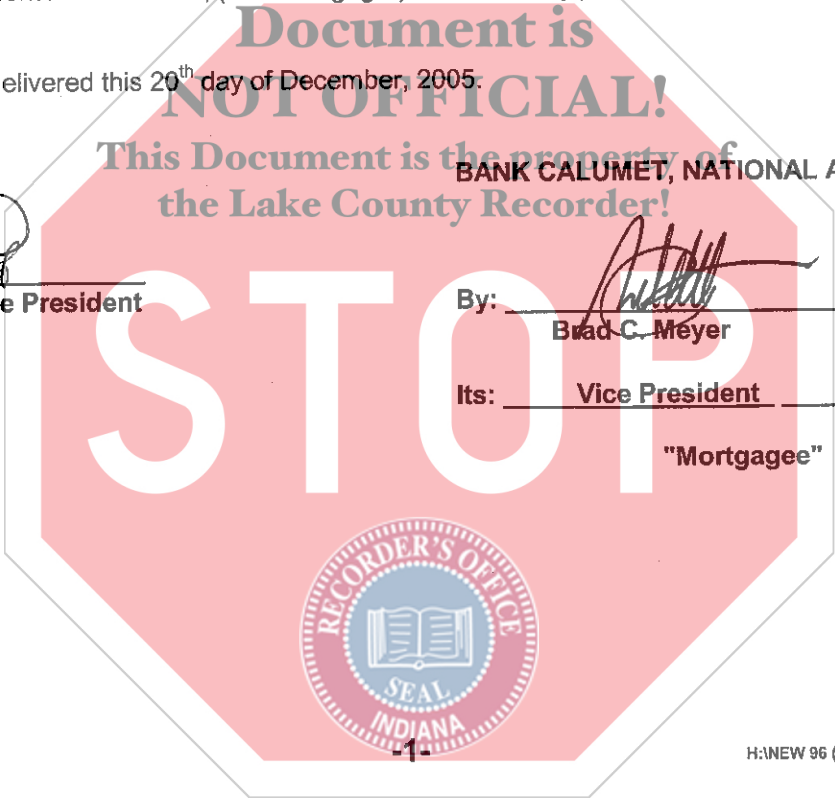 Document is
elivered this 20th day of December, 2005.
NOT OFFICIAL!
This Document is the property of
BANK CALUMET, NATIONAL A
the Lake County Recorder!
e President
By:
Brad C. Meyer
Its: Vice President
"Mortgagee"
STOP
RECORDER'S OFFICE
SEAL
INDIANA
-1-
H:\NEW 96 (